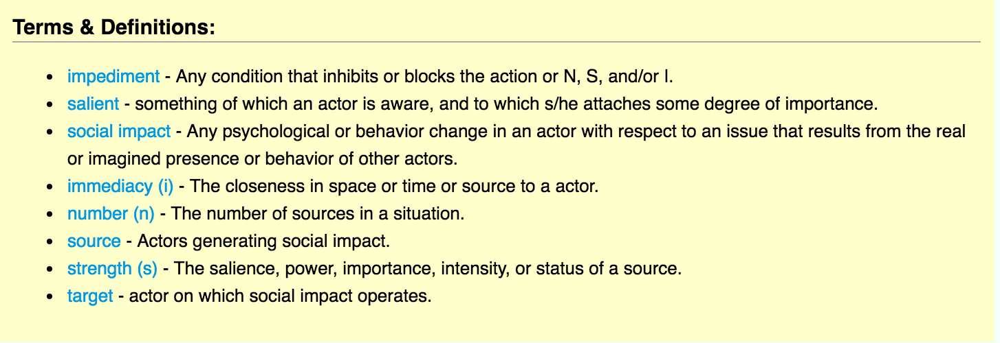 Terms & Definitions:
• impediment - Any condition that inhibits or blocks the action or N, S, and/or I.
• salient - something of which an actor is aware, and to which s/he attaches some degree of importance.
• social impact - Any psychological or behavior change in an actor with respect to an issue that results from the real
or imagined presence or behavior of other actors.
• immediacy (i) - The closeness in space or time or source to a actor.
• number (n) - The number of sources in a situation.
• source - Actors generating social impact.
• strength (s) - The salience, power, importance, intensity, or status of a source.
• target - actor on which social impact operates.